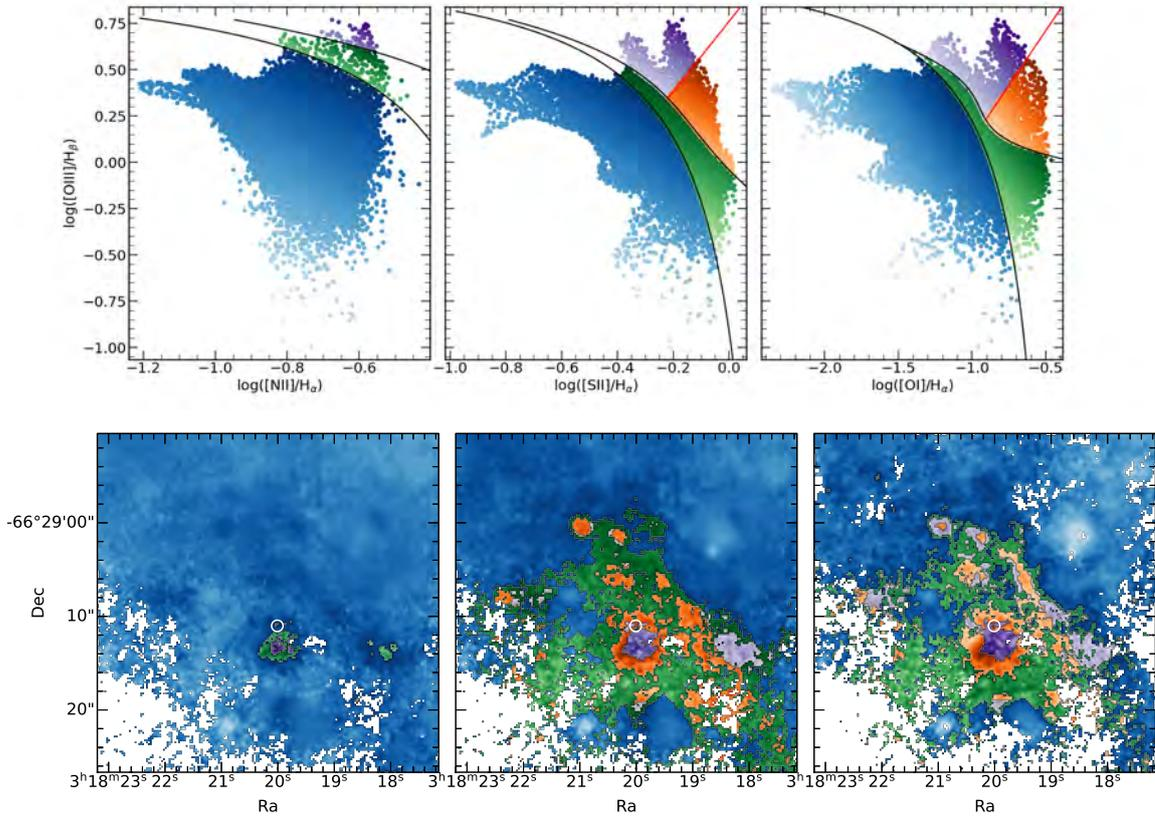 0.75
0.50
0.25
0.00
−0.25
−0.50
−0.75
−1.00
log([OIII]/Hβ)
−1.2 −1.0 −0.8 −0.6
−1.0 −0.8 −0.6 −0.4 −0.2 0.0
−2.0 −1.5 −1.0 −0.5
log([NII]/Hα) log([SII]/Hα) log([OI]/Hα)
-66°29'00"
10"
20"
Dec
3ʰ18ᵐ23ˢ 22ˢ 21ˢ 20ˢ 19ˢ 18ˢ 3ʰ18ᵐ23ˢ 22ˢ 21ˢ 20ˢ 19ˢ 18ˢ 3ʰ18ᵐ23ˢ 22ˢ 21ˢ 20ˢ 19ˢ 18ˢ
Ra Ra Ra